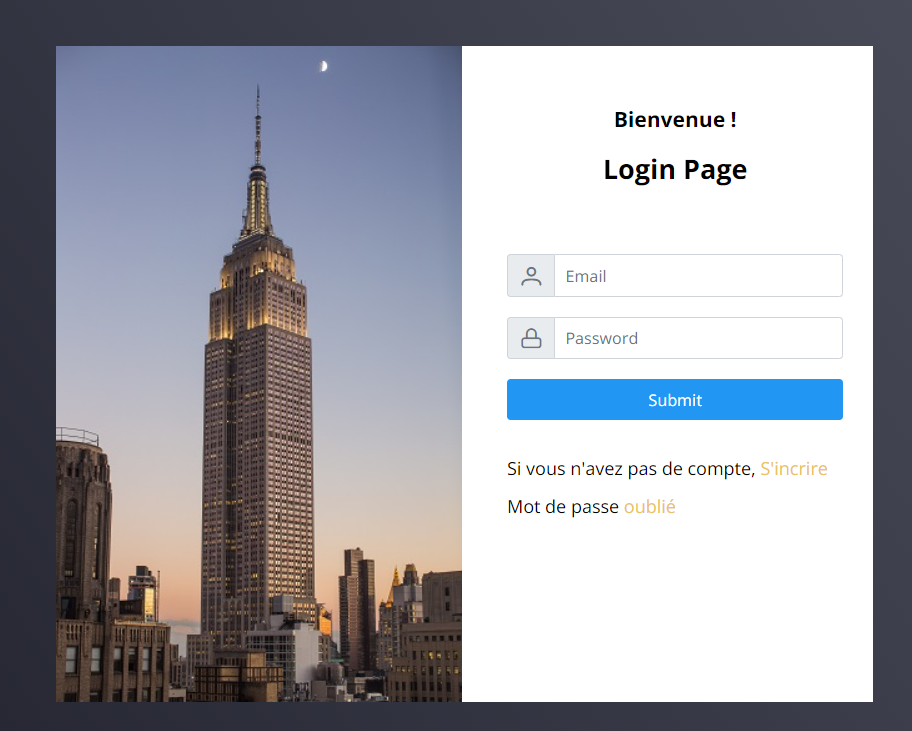 Bienvenue !
Login Page
Email
Password
Submit
Si vous n'avez pas de compte, S'incrire
Mot de passe oublié